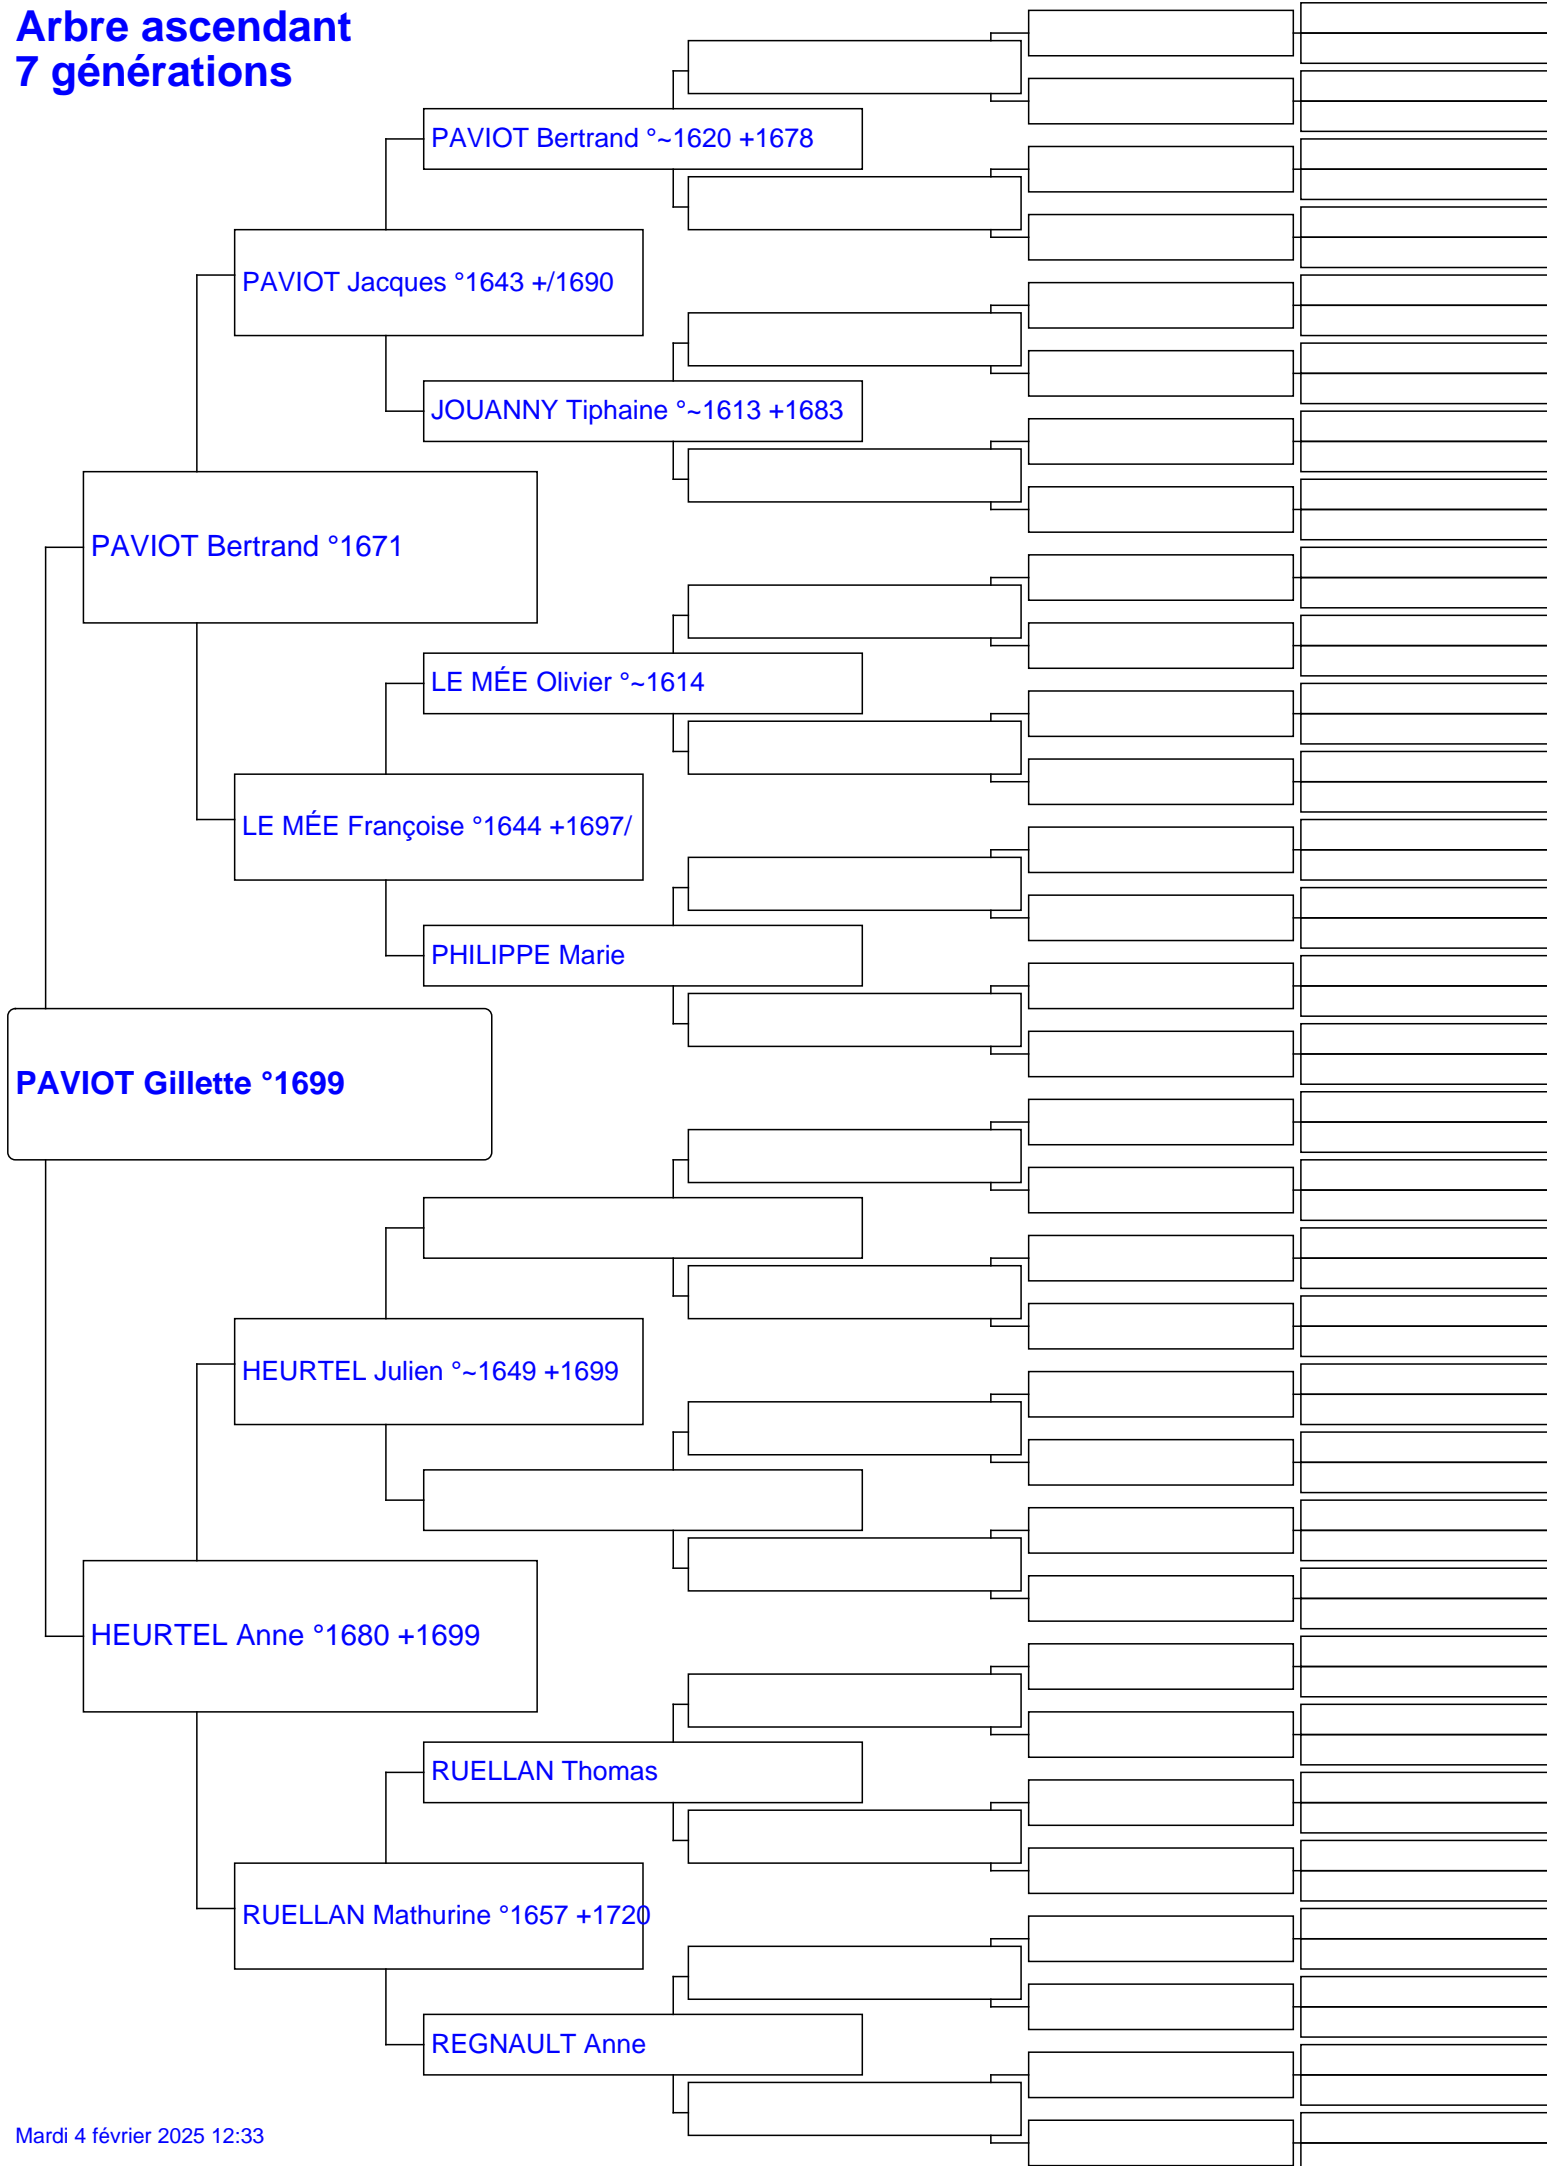 Arbre ascendant
7 générations
PAVIOT Bertrand °~1620 +1678
PAVIOT Jacques °1643 +/1690
JOUANNY Tiphaine °~1613 +1683
PAVIOT Bertrand °1671
LE MÉE Olivier °~1614
LE MÉE Françoise °1644 +1697/
PHILIPPE Marie
PAVIOT Gillette °1699
HEURTEL Julien °~1649 +1699
HEURTEL Anne °1680 +1699
RUELLAN Thomas
RUELLAN Mathurine °1657 +1720
REGNAULT Anne
Mardi 4 février 2025 12:33